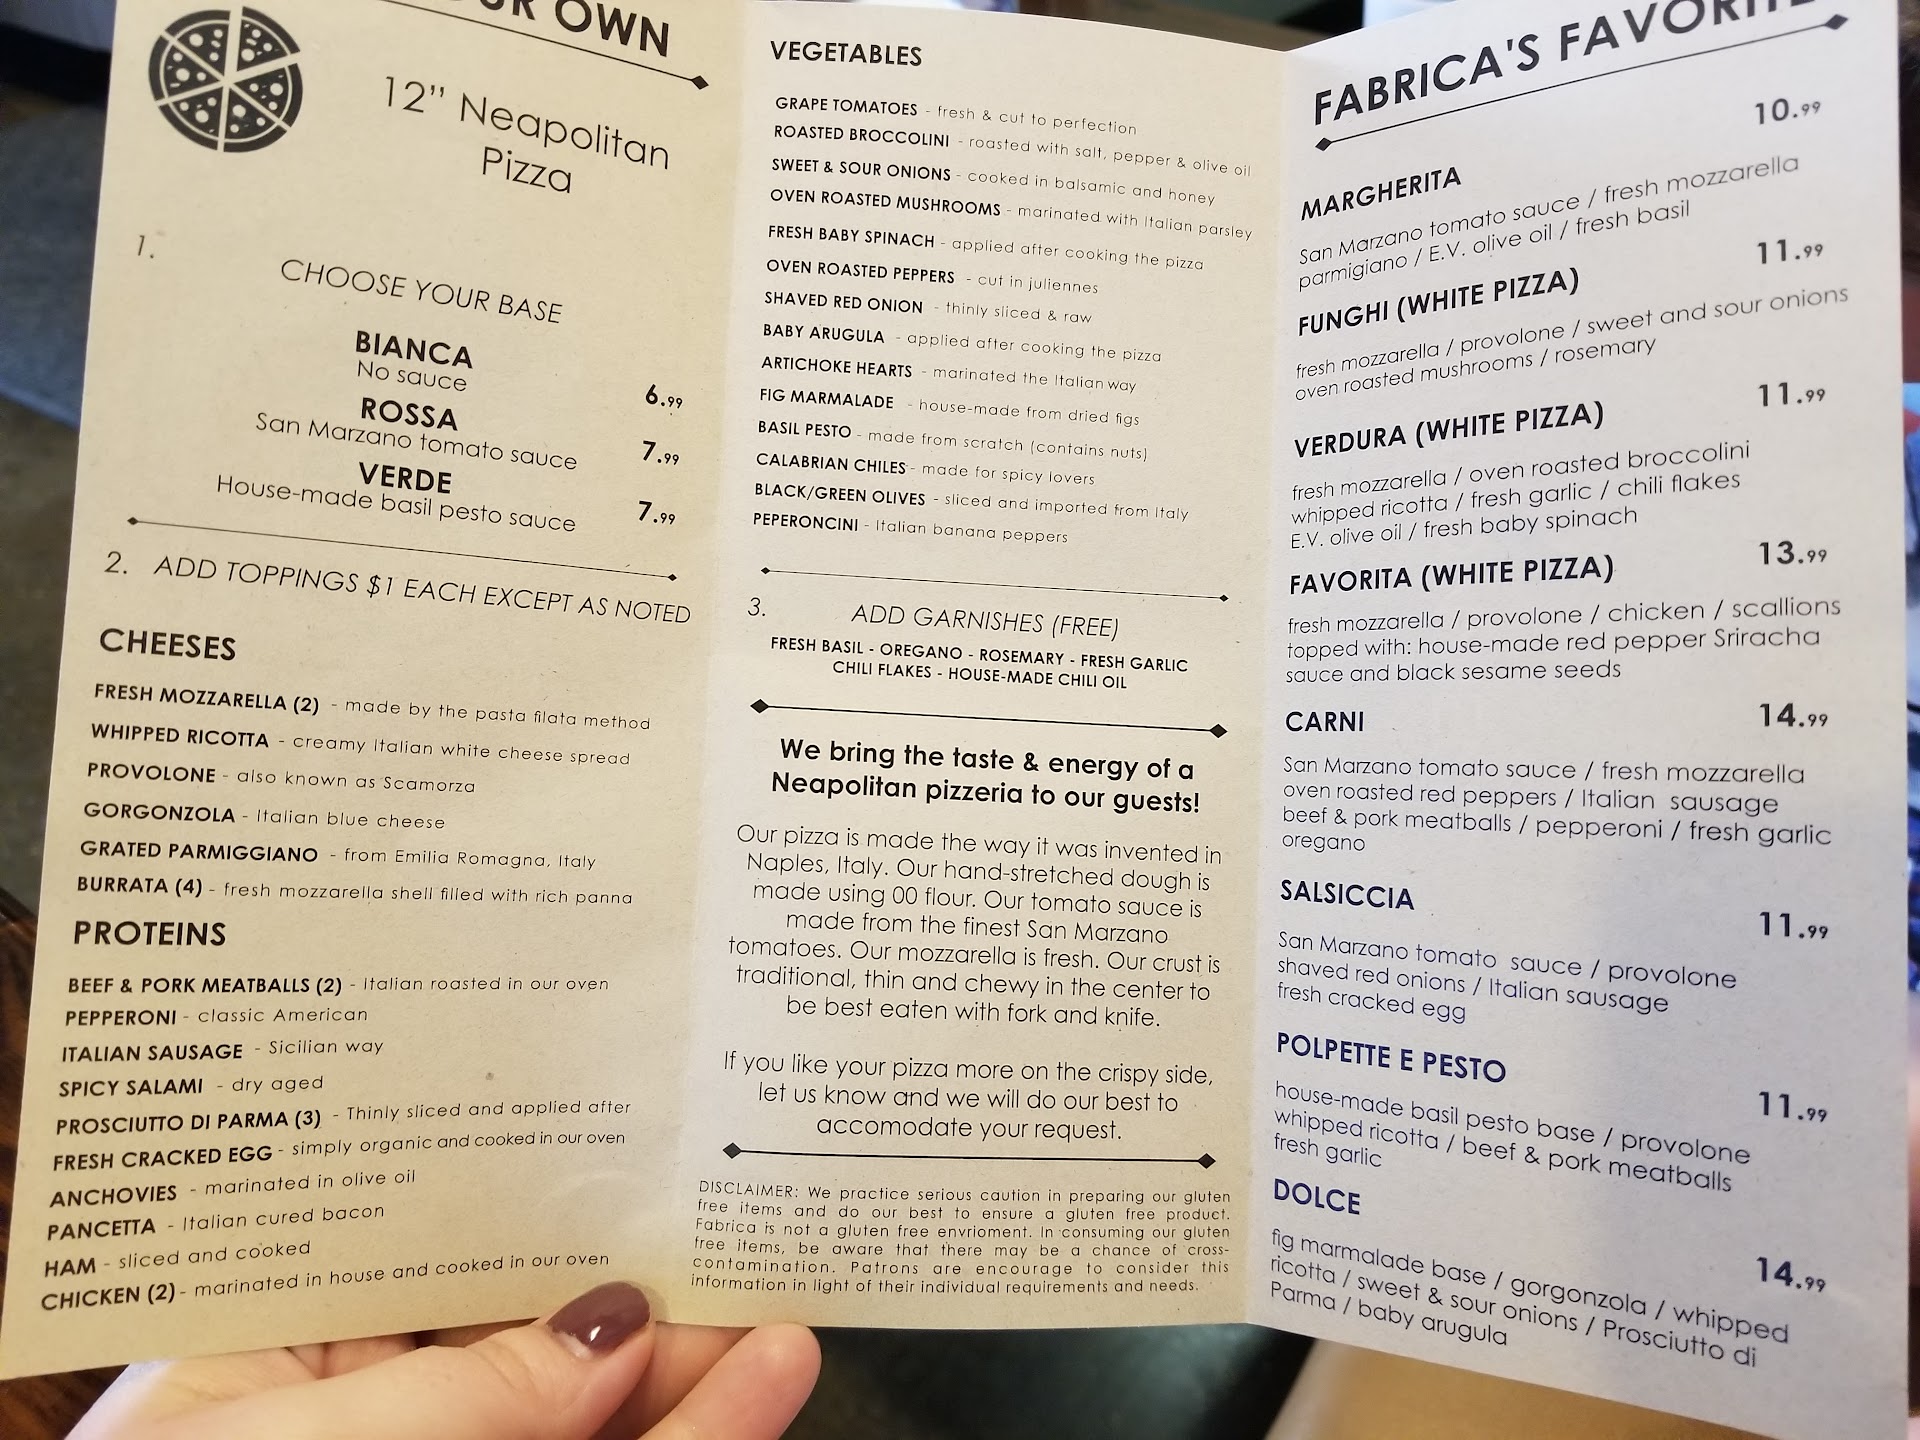 OUR OWN
12” Neapolitan
Pizza
1.
CHOOSE YOUR BASE
BIANCA
No sauce
6.99
ROSSA
San Marzano tomato sauce
7.99
VERDE
House-made basil pesto sauce
7.99
2. ADD TOPPINGS $1 EACH EXCEPT AS NOTED
CHEESES
FRESH MOZZARELLA (2) - made by the pasta filata method
WHIPPED RICOTTA - creamy Italian white cheese spread
PROVOLONE - also known as Scamorza
GORGONZOLA - Italian blue cheese
GRATED PARMIGGIANO - from Emilia Romagna, Italy
BURRATA (4) - fresh mozzarella shell filled with rich panna
PROTEINS
BEEF & PORK MEATBALLS (2) - Italian roasted in our oven
PEPPERONI - classic American
ITALIAN SAUSAGE - Sicilian way
SPICY SALAMI - dry aged
PROSCIUTTO DI PARMA (3) - Thinly sliced and applied after
FRESH CRACKED EGG - simply organic and cooked in our oven
ANCHOVIES - marinated in olive oil
PANCETTA - Italian cured bacon
HAM - sliced and cooked
CHICKEN (2) - marinated in house and cooked in our oven
VEGETABLES
GRAPE TOMATOES - fresh & cut to perfection
ROASTED BROCCOLINI - roasted with salt, pepper & olive oil
SWEET & SOUR ONIONS - cooked in balsamic and honey
OVEN ROASTED MUSHROOMS - marinated with Italian parsley
FRESH BABY SPINACH - applied after cooking the pizza
OVEN ROASTED PEPPERS - cut in juliennes
SHAVED RED ONION - thinly sliced & raw
BABY ARUGULA - applied after cooking the pizza
ARTICHOKE HEARTS - marinated the Italian way
FIG MARMALADE - house-made from dried figs
BASIL PESTO - made from scratch (contains nuts)
CALABRIAN CHILES - made for spicy lovers
BLACK/GREEN OLIVES - sliced and imported from Italy
PEPERONCINI - Italian banana peppers
3. ADD GARNISHES (FREE)
FRESH BASIL - OREGANO - ROSEMARY - FRESH GARLIC
CHILI FLAKES - HOUSE-MADE CHILI OIL
We bring the taste & energy of a
Neapolitan pizzeria to our guests!
Our pizza is made the way it was invented in
Naples, Italy. Our hand-stretched dough is
made using 00 flour. Our tomato sauce is
made from the finest San Marzano
tomatoes. Our mozzarella is fresh. Our crust is
traditional, thin and chewy in the center to
be best eaten with fork and knife.
If you like your pizza more on the crispy side,
let us know and we will do our best to
accomodate your request.
DISCLAIMER: We practice serious caution in preparing our gluten
free items and do our best to ensure a gluten free product.
Fabrica is not a gluten free envrioment. In consuming our gluten
free items, be aware that there may be a chance of cross-
contamination. Patrons are encourage to consider this
information in light of their individual requirements and needs.
FABRICA'S FAVORITE
10.99
MARGHERITA
San Marzano tomato sauce / fresh mozzarella
parmigiano / E.V. olive oil / fresh basil
11.99
FUNGHI (WHITE PIZZA)
fresh mozzarella / provolone / sweet and sour onions
oven roasted mushrooms / rosemary
11.99
VERDURA (WHITE PIZZA)
fresh mozzarella / oven roasted broccolini
whipped ricotta / fresh garlic / chili flakes
E.V. olive oil / fresh baby spinach
13.99
FAVORITA (WHITE PIZZA)
fresh mozzarella / provolone / chicken / scallions
topped with: house-made red pepper Sriracha
sauce and black sesame seeds
CARNI
14.99
San Marzano tomato sauce / fresh mozzarella
oven roasted red peppers / Italian sausage
beef & pork meatballs / pepperoni / fresh garlic
oregano
SALSICCIA
11.99
San Marzano tomato sauce / provolone
shaved red onions / Italian sausage
fresh cracked egg
POLPETTE E PESTO
11.99
house-made basil pesto base / provolone
whipped ricotta / beef & pork meatballs
fresh garlic
DOLCE
14.99
fig marmalade base / gorgonzola / whipped
ricotta / sweet & sour onions / Prosciutto di
Parma / baby arugula